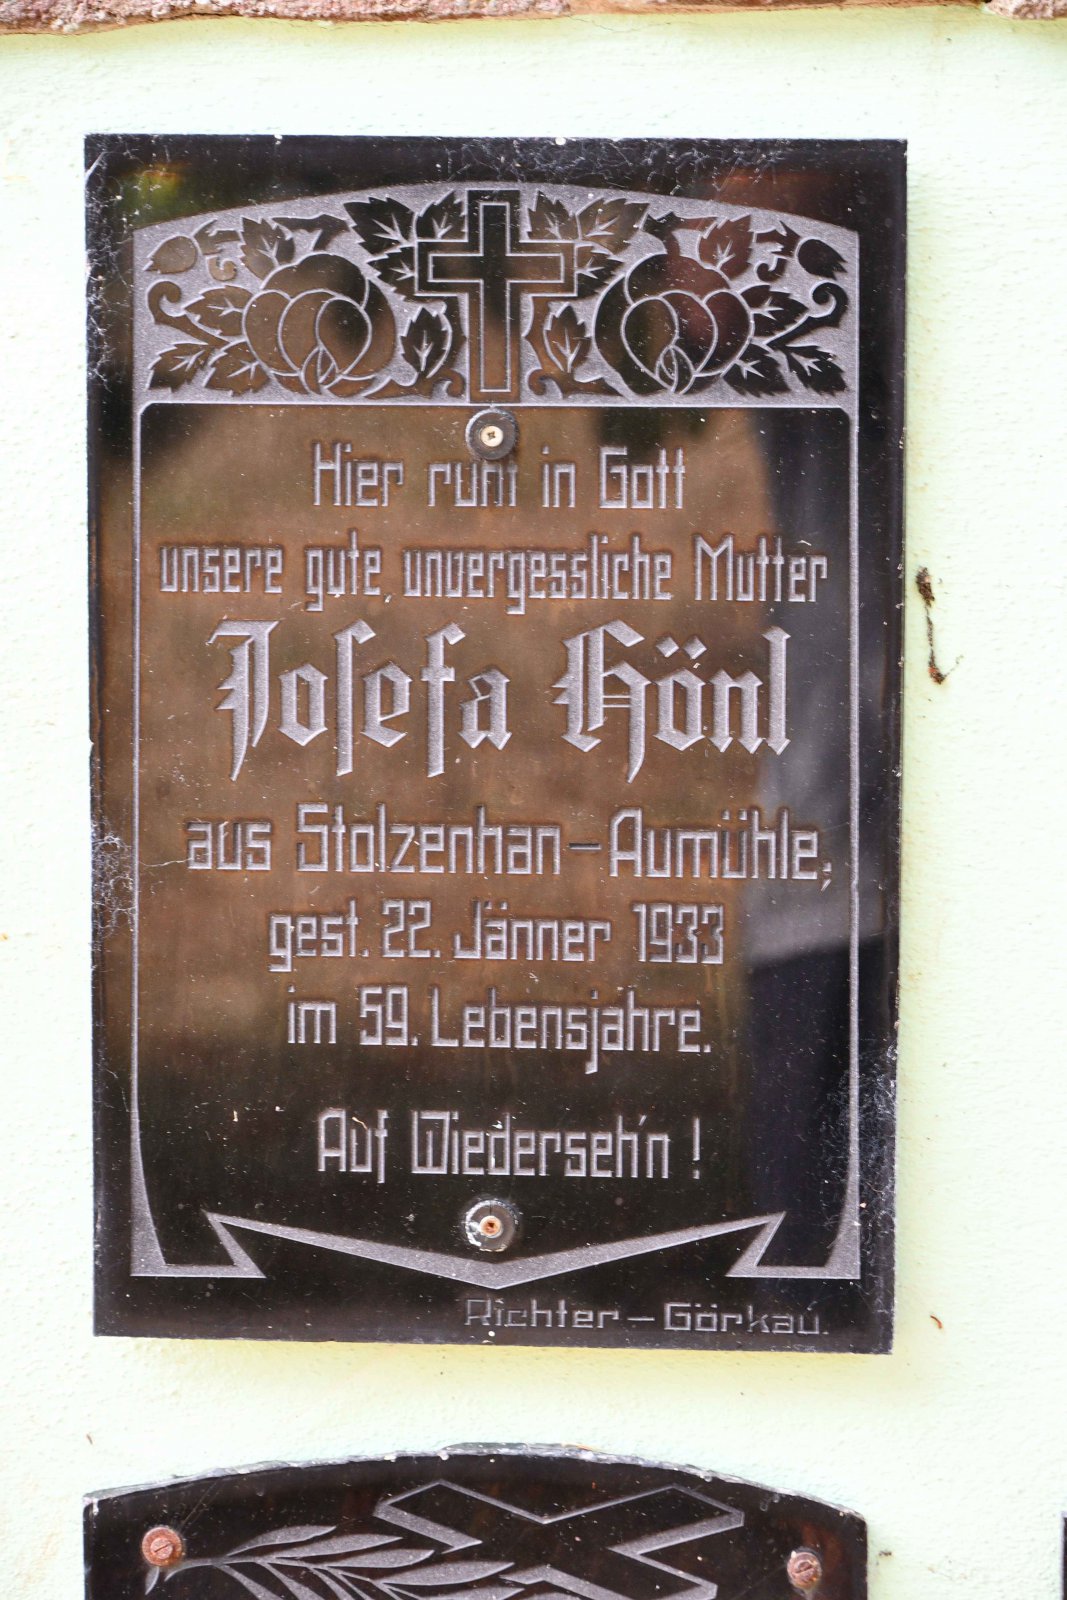 Hier ruht in Gott
unsere gute, unvergessliche Mutter
Josefa Hönl
aus Stolzenhan-Aumühle,
gest. 22. Jänner 1933
im 59. Lebensjahre.
Auf Wiederseh'n !
Richter-Görkau.